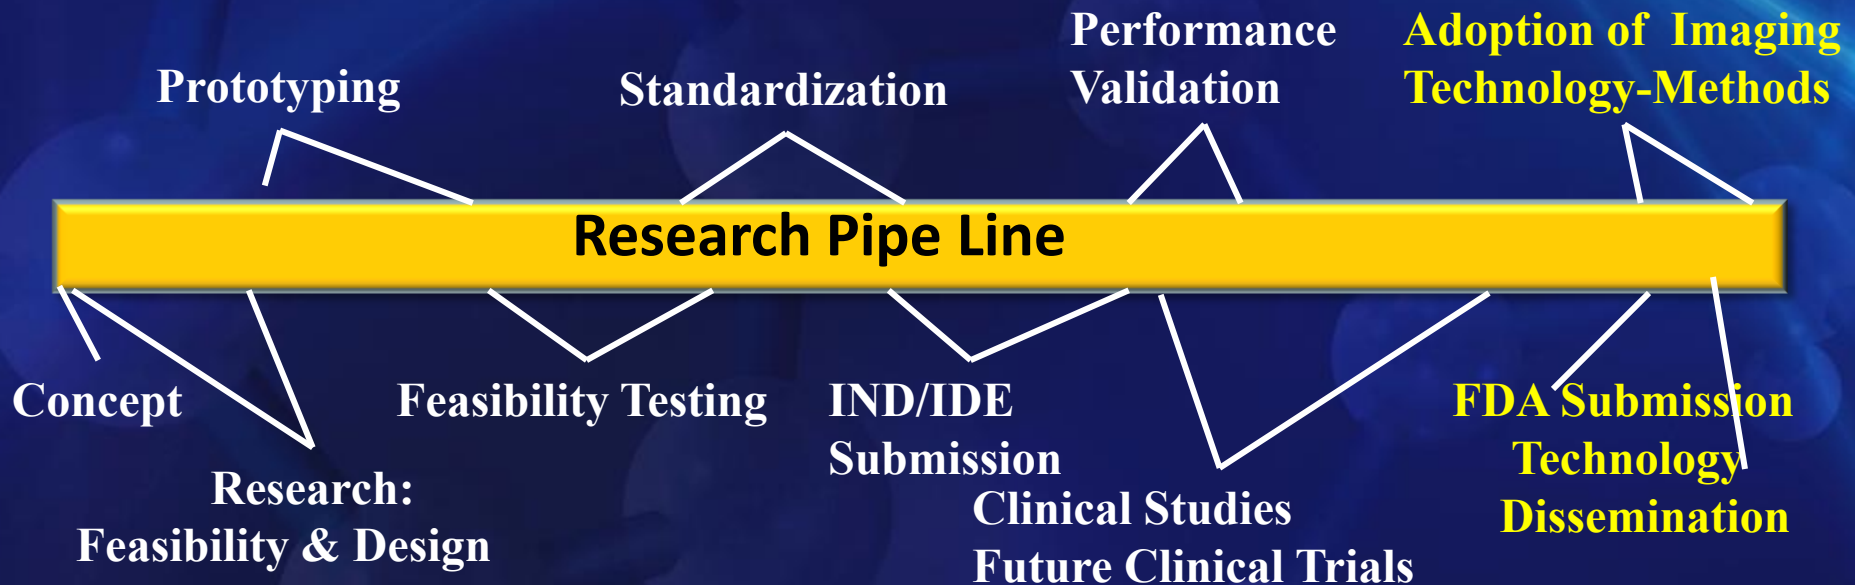 Performance
Validation
Adoption of Imaging
Technology-Methods
Prototyping
Standardization
Research Pipe Line
Concept
Feasibility Testing
IND/IDE
Submission
FDA Submission
Technology
Dissemination
Research:
Feasibility & Design
Clinical Studies
Future Clinical Trials